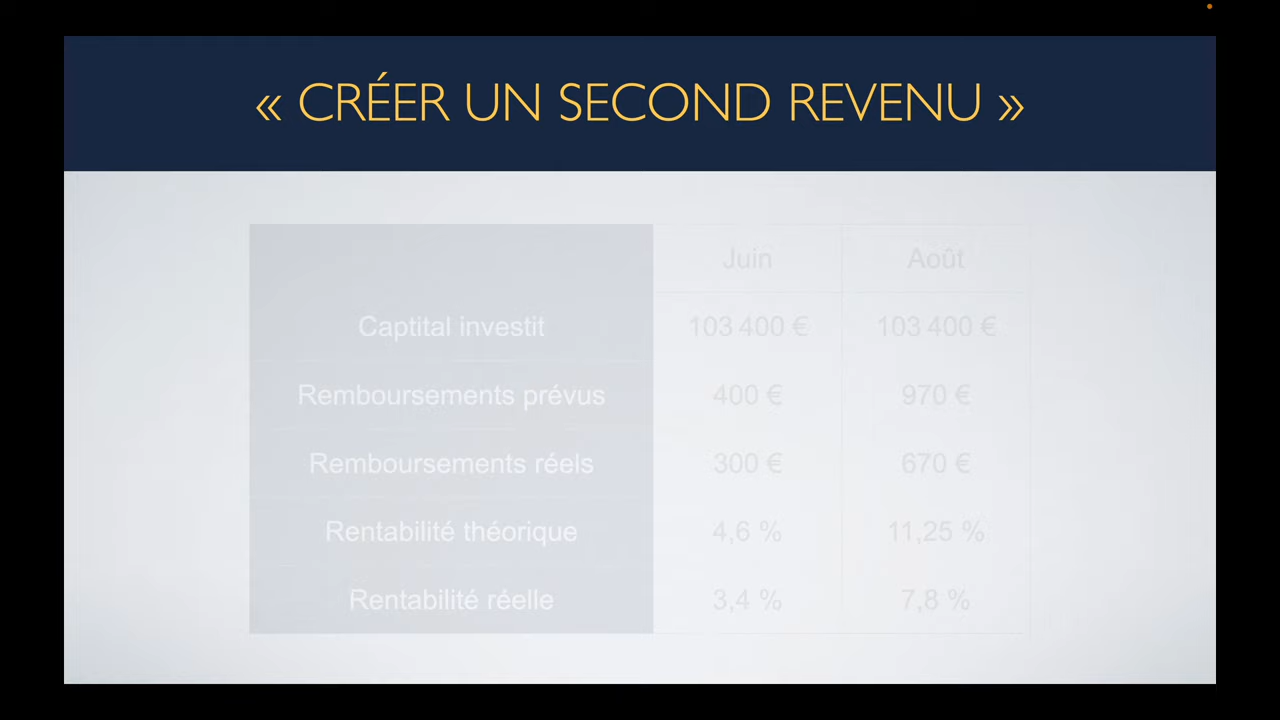 « CRÉER UN SECOND REVENU »
Juin Août
Captital investit 103 400 € 103 400 €
Remboursements prévus 400 € 970 €
Remboursements réels 300 € 670 €
Rentabilité théorique 4,6 % 11,25 %
Rentabilité réelle 3,4 % 7,8 %